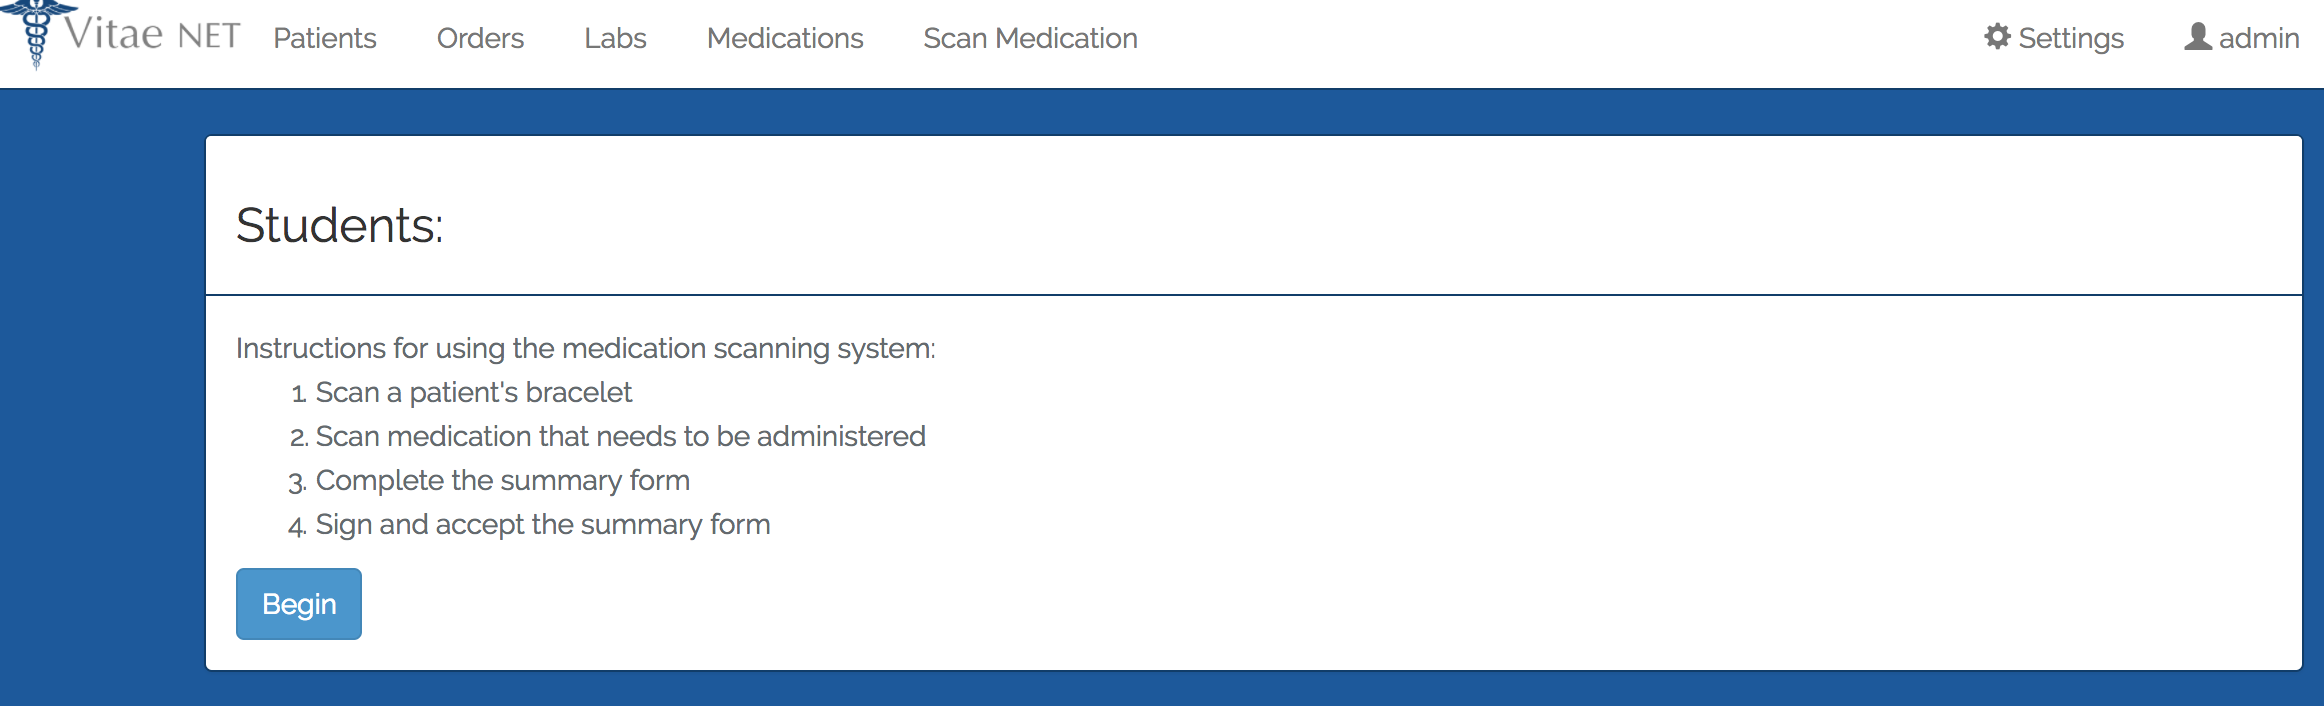 Vitae NET Patients Orders Labs Medications Scan Medication Settings admin
Students:
Instructions for using the medication scanning system:
1. Scan a patient's bracelet
2. Scan medication that needs to be administered
3. Complete the summary form
4. Sign and accept the summary form
Begin